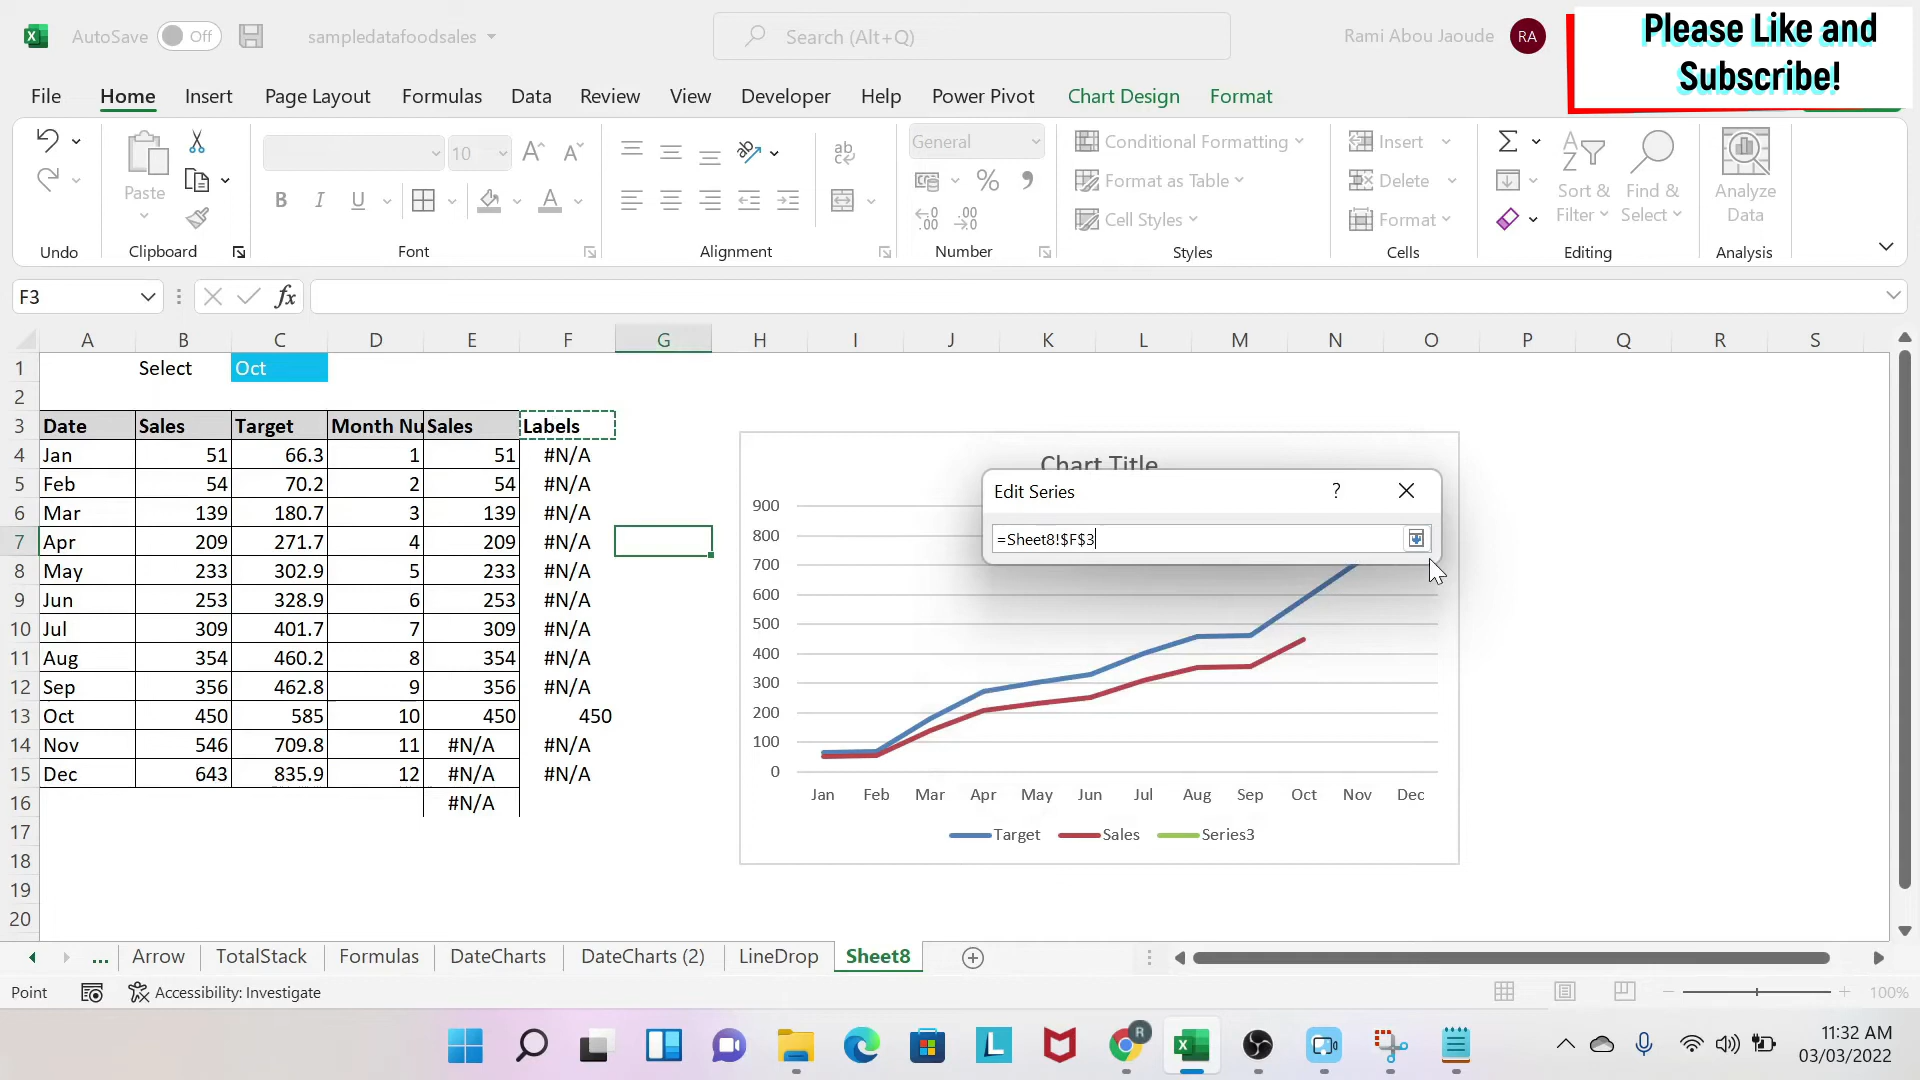 AutoSave Off sampledatafoodsales Search (Alt+Q) Rami Abou Jaoude RA
Please Like and
Subscribe!
File Home Insert Page Layout Formulas Data Review View Developer Help Power Pivot Chart Design Format
10 General Conditional Formatting Insert
Paste Format as Table Delete Sort & Find & Analyze
B I U Cell Styles Format Filter Select Data
Undo Clipboard Font Alignment Number Styles Cells Editing Analysis
F3 fx
A B C D E F G H I J K L M N O P Q R S
1 Select Oct
2
3 Date Sales Target Month Nu Sales Labels
4 Jan 51 66.3 1 51 #N/A
5 Feb 54 70.2 2 54 #N/A
6 Mar 139 180.7 3 139 #N/A
7 Apr 209 271.7 4 209 #N/A
8 May 233 302.9 5 233 #N/A
9 Jun 253 328.9 6 253 #N/A
10 Jul 309 401.7 7 309 #N/A
11 Aug 354 460.2 8 354 #N/A
12 Sep 356 462.8 9 356 #N/A
13 Oct 450 585 10 450 450
14 Nov 546 709.8 11 #N/A #N/A
15 Dec 643 835.9 12 #N/A #N/A
16 #N/A
17
18
19
20
Chart Title
Edit Series ?
=Sheet8!$F$3
900
800
700
600
500
400
300
200
100
0
Jan Feb Mar Apr May Jun Jul Aug Sep Oct Nov Dec
Target Sales Series3
... Arrow TotalStack Formulas DateCharts DateCharts (2) LineDrop Sheet8
Point Accessibility: Investigate 100%
R
11:32 AM
03/03/2022